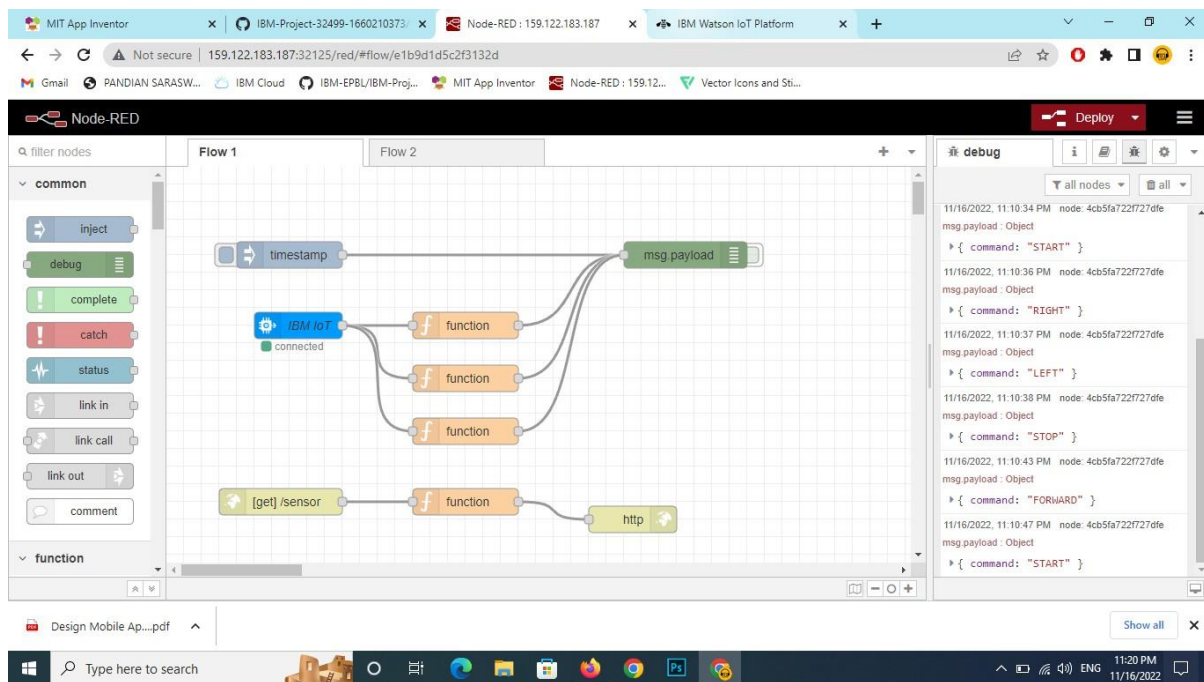 MIT App Inventor
IBM-Project-32499-1660210373/
Node-RED : 159.122.183.187
IBM Watson IoT Platform
Not secure | 159.122.183.187:32125/red/#flow/e1b9d1d5c2f3132d
Gmail
PANDIAN SARASW...
IBM Cloud
IBM-EPBL/IBM-Proj...
MIT App Inventor
Node-RED : 159.12...
Vector Icons and Sti...
Node-RED
Deploy
filter nodes
Flow 1
Flow 2
debug
all nodes
all
common
inject
debug
complete
catch
status
link in
link call
link out
comment
function
timestamp
msg.payload
IBM IoT
connected
function
function
function
[get] /sensor
function
http
11/16/2022, 11:10:34 PM node: 4cb5fa722f727dfe
msg.payload : Object
{ command: "START" }
11/16/2022, 11:10:36 PM node: 4cb5fa722f727dfe
msg.payload : Object
{ command: "RIGHT" }
11/16/2022, 11:10:37 PM node: 4cb5fa722f727dfe
msg.payload : Object
{ command: "LEFT" }
11/16/2022, 11:10:38 PM node: 4cb5fa722f727dfe
msg.payload : Object
{ command: "STOP" }
11/16/2022, 11:10:43 PM node: 4cb5fa722f727dfe
msg.payload : Object
{ command: "FORWARD" }
11/16/2022, 11:10:47 PM node: 4cb5fa722f727dfe
msg.payload : Object
{ command: "START" }
Design Mobile Ap....pdf
Show all
Type here to search
Ps
ENG
11:20 PM
11/16/2022